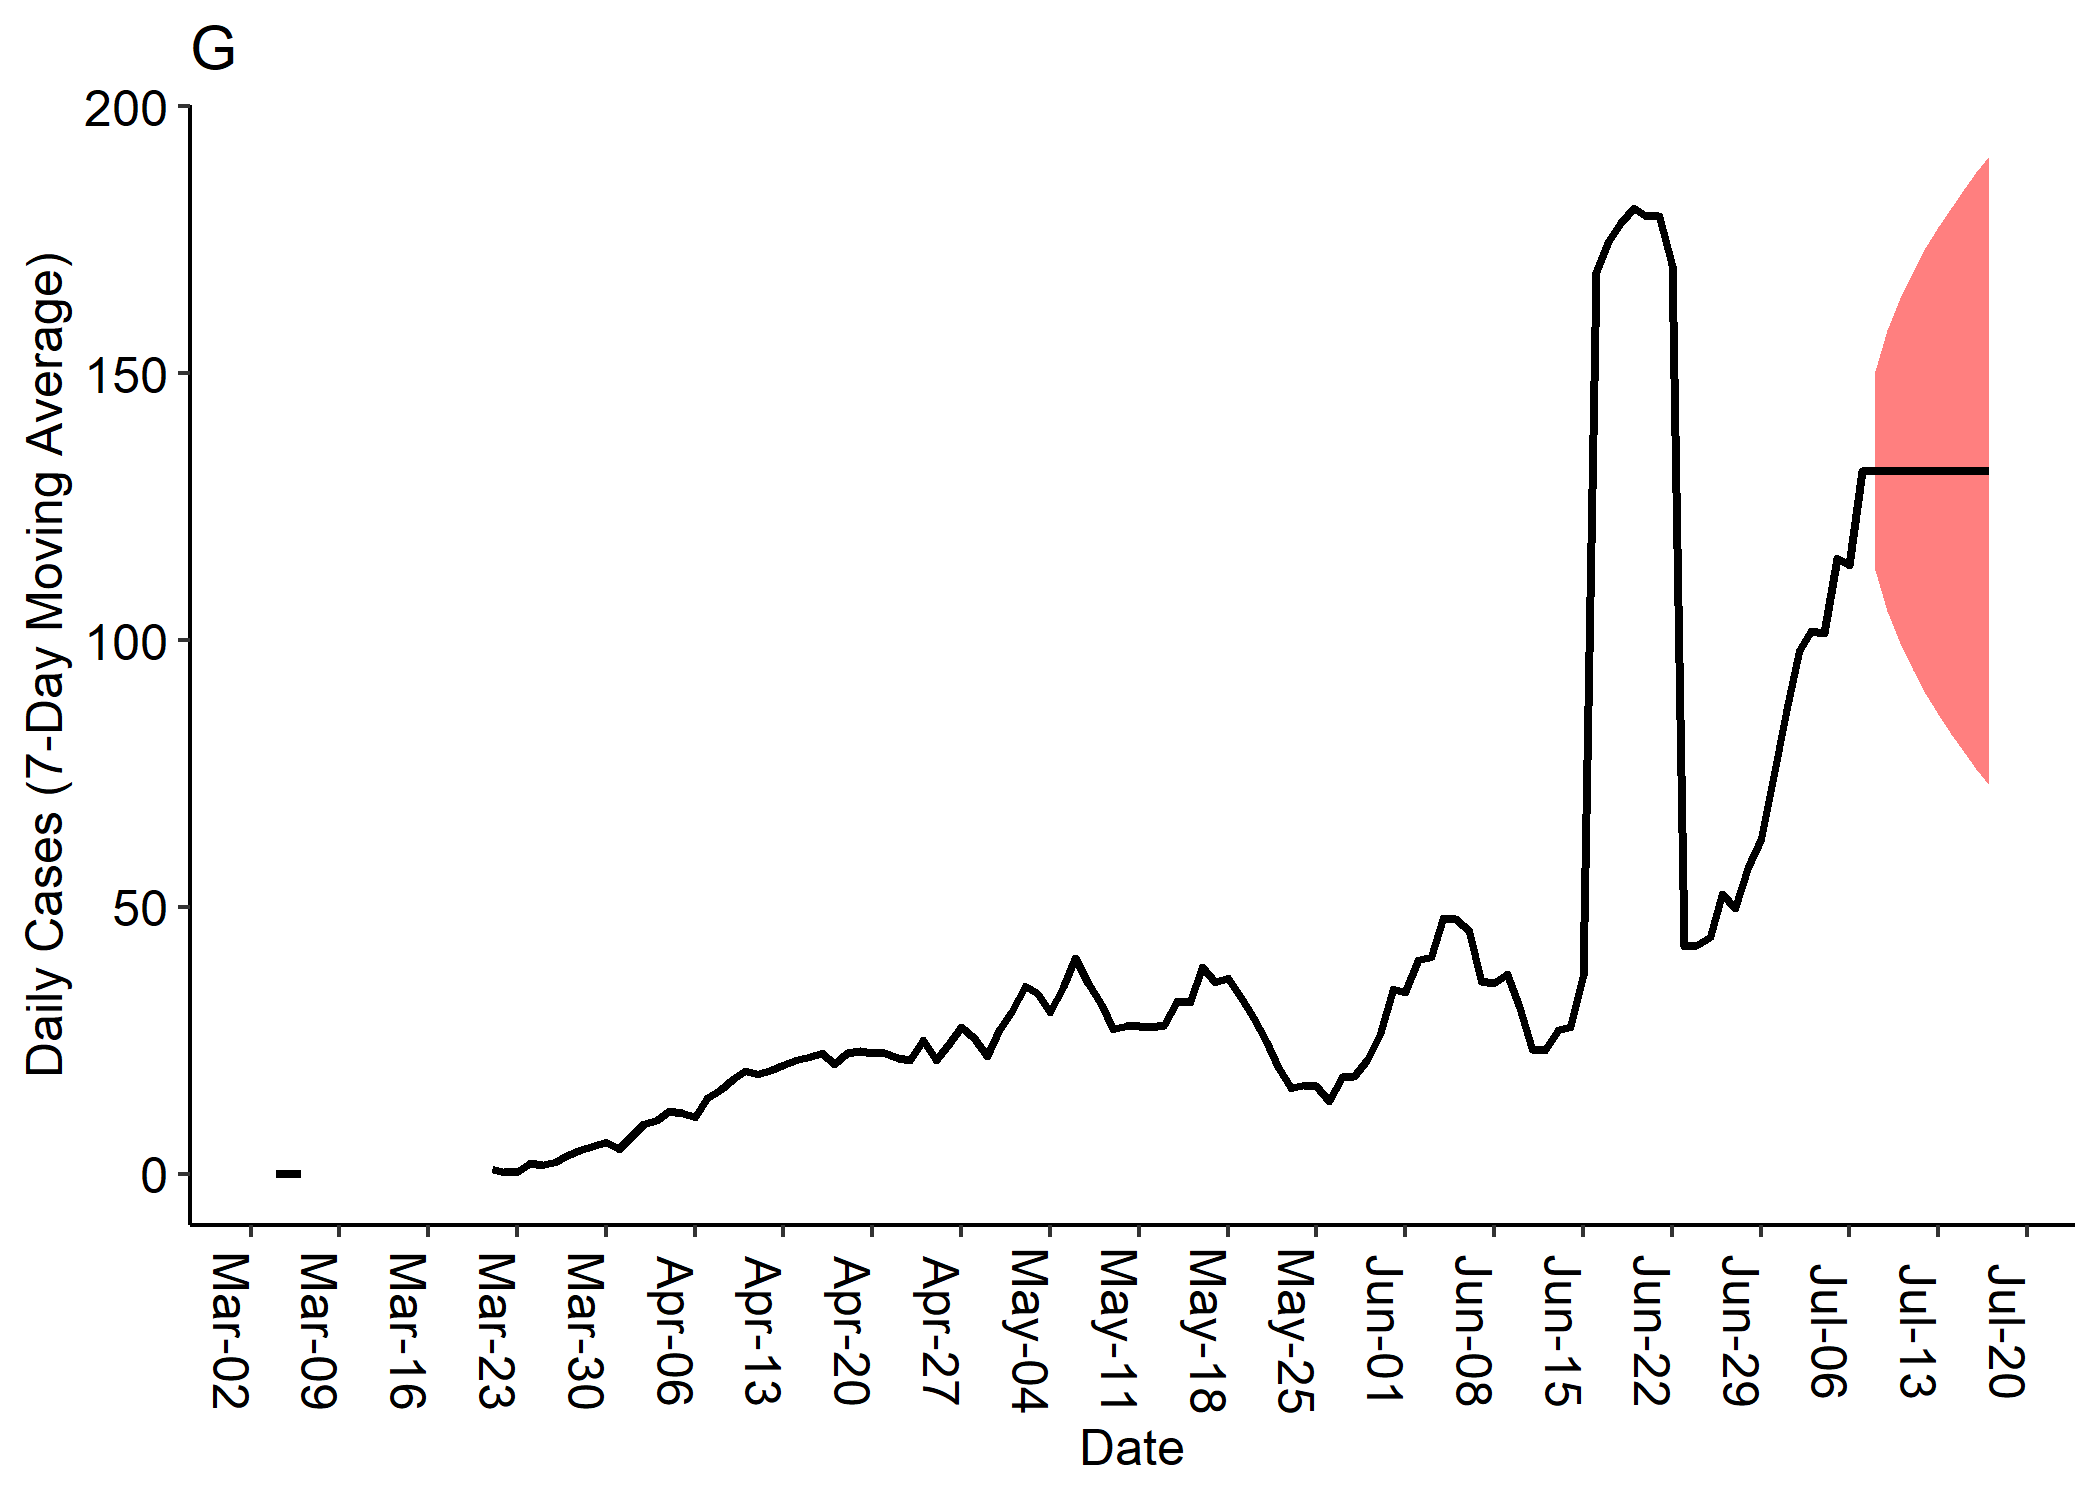 G
Daily Cases (7-Day Moving Average)
200
150
100
50
0
Mar-02
Mar-09
Mar-16
Mar-23
Mar-30
Apr-06
Apr-13
Apr-20
Apr-27
May-04
May-11
May-18
May-25
Jun-01
Jun-08
Jun-15
Jun-22
Jun-29
Jul-06
Jul-13
Jul-20
Date